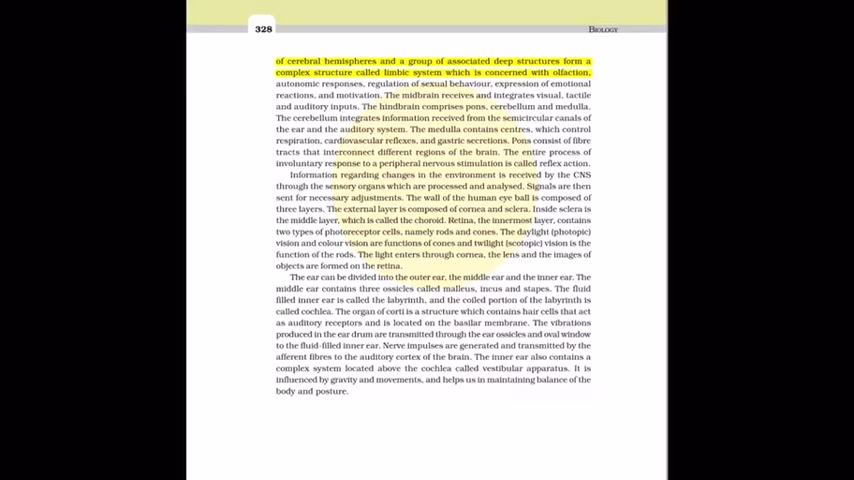 328
BIOLOGY
of cerebral hemispheres and a group of associated deep structures form a
complex structure called limbic system which is concerned with olfaction,
autonomic responses, regulation of sexual behaviour, expression of emotional
reactions, and motivation. The midbrain receives and integrates visual, tactile
and auditory inputs. The hindbrain comprises pons, cerebellum and medulla.
The cerebellum integrates information received from the semicircular canals of
the ear and the auditory system. The medulla contains centres, which control
respiration, cardiovascular reflexes, and gastric secretions. Pons consist of fibre
tracts that interconnect different regions of the brain. The entire process of
involuntary response to a peripheral nervous stimulation is called reflex action.
Information regarding changes in the environment is received by the CNS
through the sensory organs which are processed and analysed. Signals are then
sent for necessary adjustments. The wall of the human eye ball is composed of
three layers. The external layer is composed of cornea and sclera. Inside sclera is
the middle layer, which is called the choroid. Retina, the innermost layer, contains
two types of photoreceptor cells, namely rods and cones. The daylight (photopic)
vision and colour vision are functions of cones and twilight (scotopic) vision is the
function of the rods. The light enters through cornea, the lens and the images of
objects are formed on the retina.
The ear can be divided into the outer ear, the middle ear and the inner ear. The
middle ear contains three ossicles called malleus, incus and stapes. The fluid
filled inner ear is called the labyrinth, and the coiled portion of the labyrinth is
called cochlea. The organ of corti is a structure which contains hair cells that act
as auditory receptors and is located on the basilar membrane. The vibrations
produced in the ear drum are transmitted through the ear ossicles and oval window
to the fluid-filled inner ear. Nerve impulses are generated and transmitted by the
afferent fibres to the auditory cortex of the brain. The inner ear also contains a
complex system located above the cochlea called vestibular apparatus. It is
influenced by gravity and movements, and helps us in maintaining balance of the
body and posture.